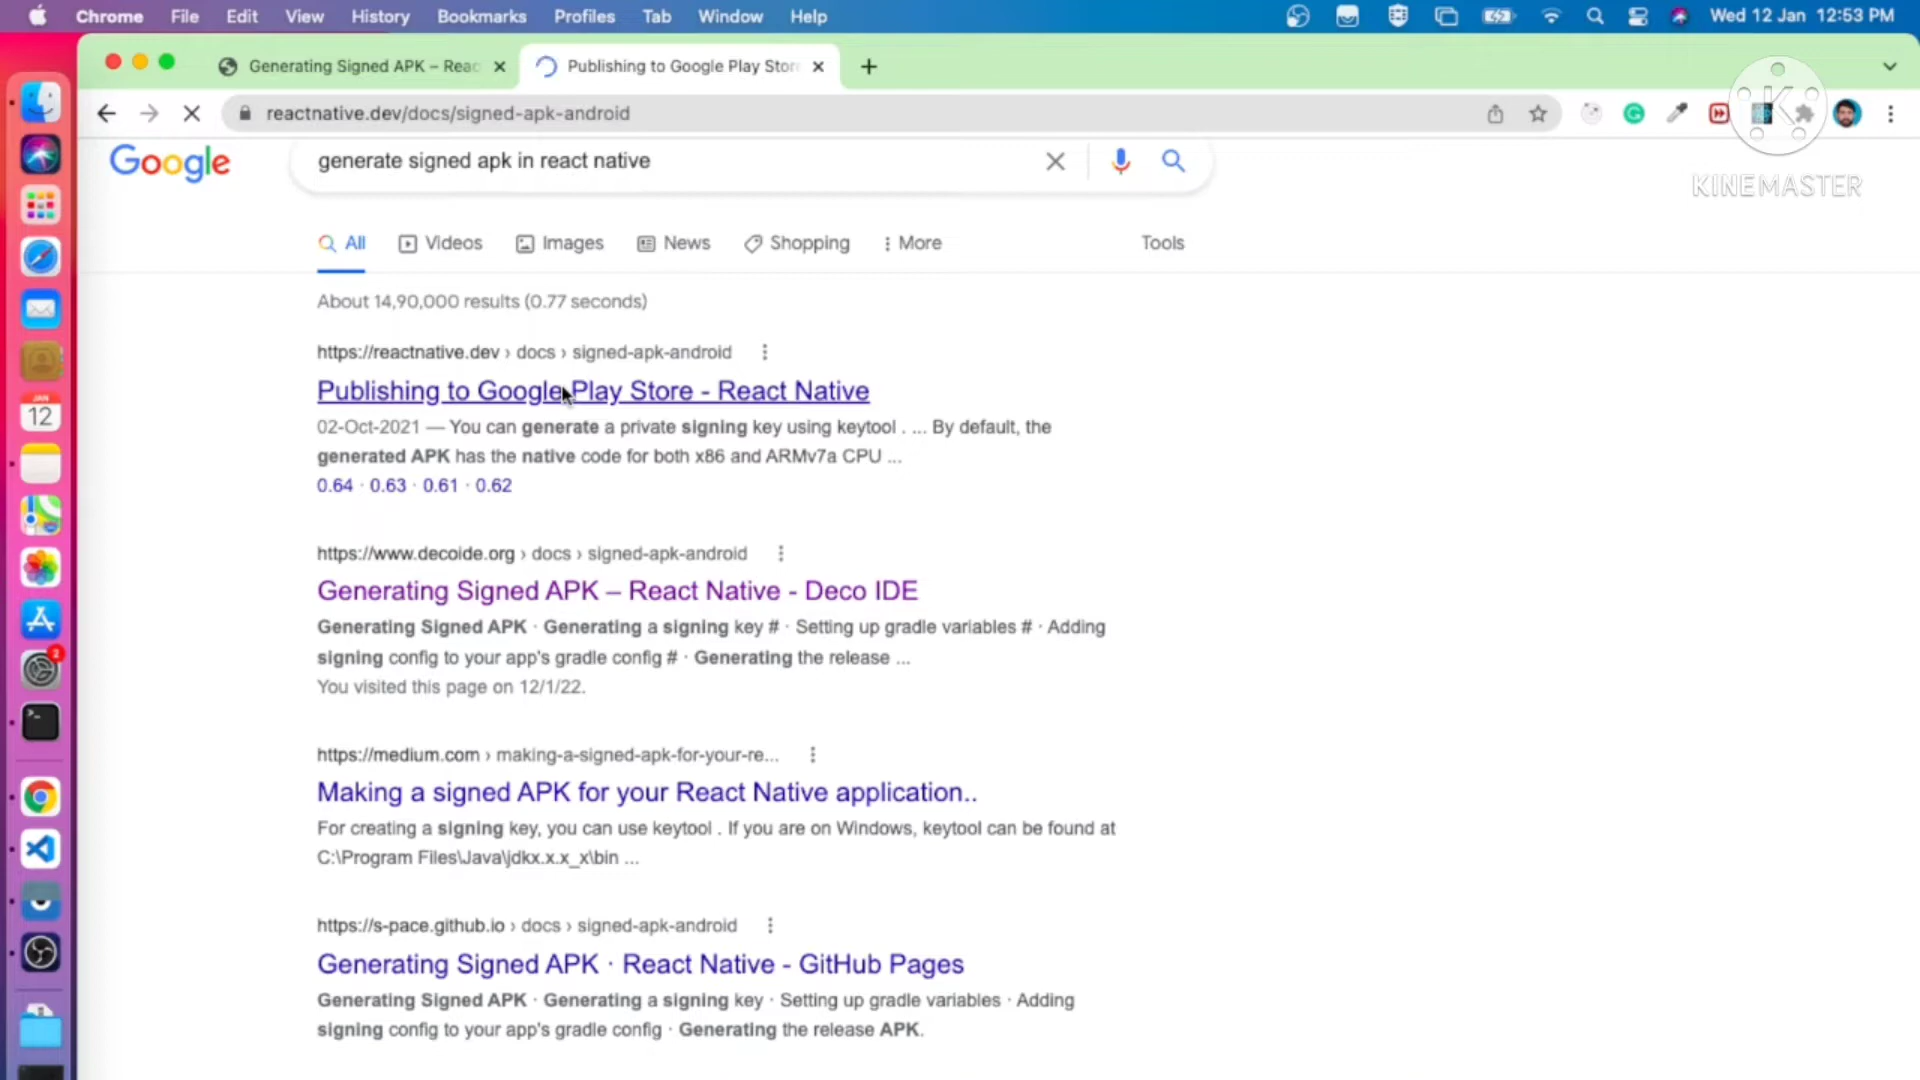 Chrome File Edit View History Bookmarks Profiles Tab Window Help Wed 12 Jan 12:53 PM
Generating Signed APK – Reac Publishing to Google Play Stor
reactnative.dev/docs/signed-apk-android
KINEMASTER
Google generate signed apk in react native
All Videos Images News Shopping More Tools
About 14,90,000 results (0.77 seconds)
https://reactnative.dev › docs › signed-apk-android
Publishing to Google Play Store - React Native
02-Oct-2021 — You can generate a private signing key using keytool . ... By default, the
generated APK has the native code for both x86 and ARMv7a CPU ...
0.64 · 0.63 · 0.61 · 0.62
https://www.decoide.org › docs › signed-apk-android
Generating Signed APK – React Native - Deco IDE
Generating Signed APK · Generating a signing key # · Setting up gradle variables # · Adding
signing config to your app's gradle config # · Generating the release ...
You visited this page on 12/1/22.
https://medium.com › making-a-signed-apk-for-your-re...
Making a signed APK for your React Native application..
For creating a signing key, you can use keytool . If you are on Windows, keytool can be found at
C:\Program Files\Java\jdkx.x.x_x\bin ...
https://s-pace.github.io › docs › signed-apk-android
Generating Signed APK · React Native - GitHub Pages
Generating Signed APK · Generating a signing key · Setting up gradle variables · Adding
signing config to your app's gradle config · Generating the release APK.
JAN
12
2